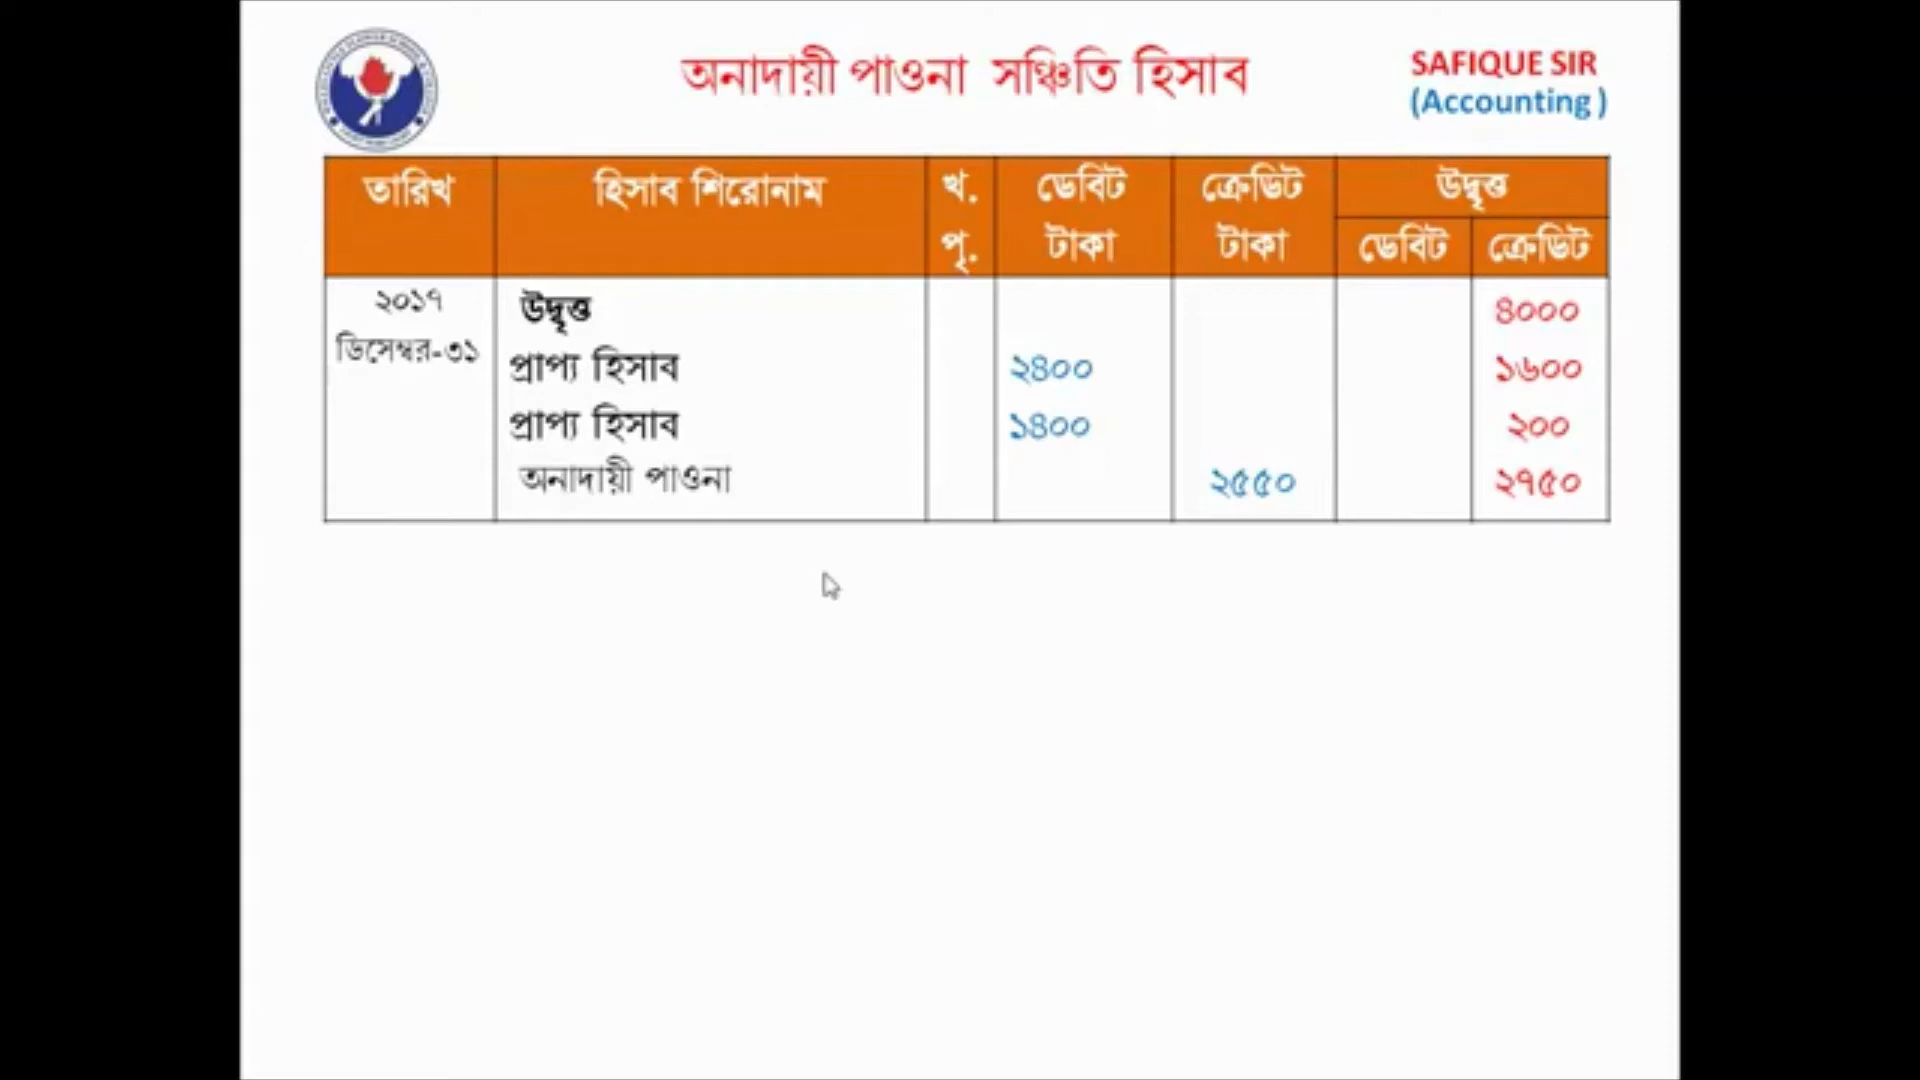 অনাদায়ী পাওনা সঞ্চিতি হিসাব
SAFIQUE SIR
(Accounting )
তারিখ হিসাব শিরোনাম খ. পৃ. ডেবিট টাকা ক্রেডিট টাকা উদ্বৃত্ত
ডেবিট ক্রেডিট
২০১৭ উদ্বৃত্ত ৪০০০
ডিসেম্বর-৩১ প্রাপ্য হিসাব ২৪০০ ১৬০০
প্রাপ্য হিসাব ১৪০০ ২০০
অনাদায়ী পাওনা ২৫৫০ ২৭৫০